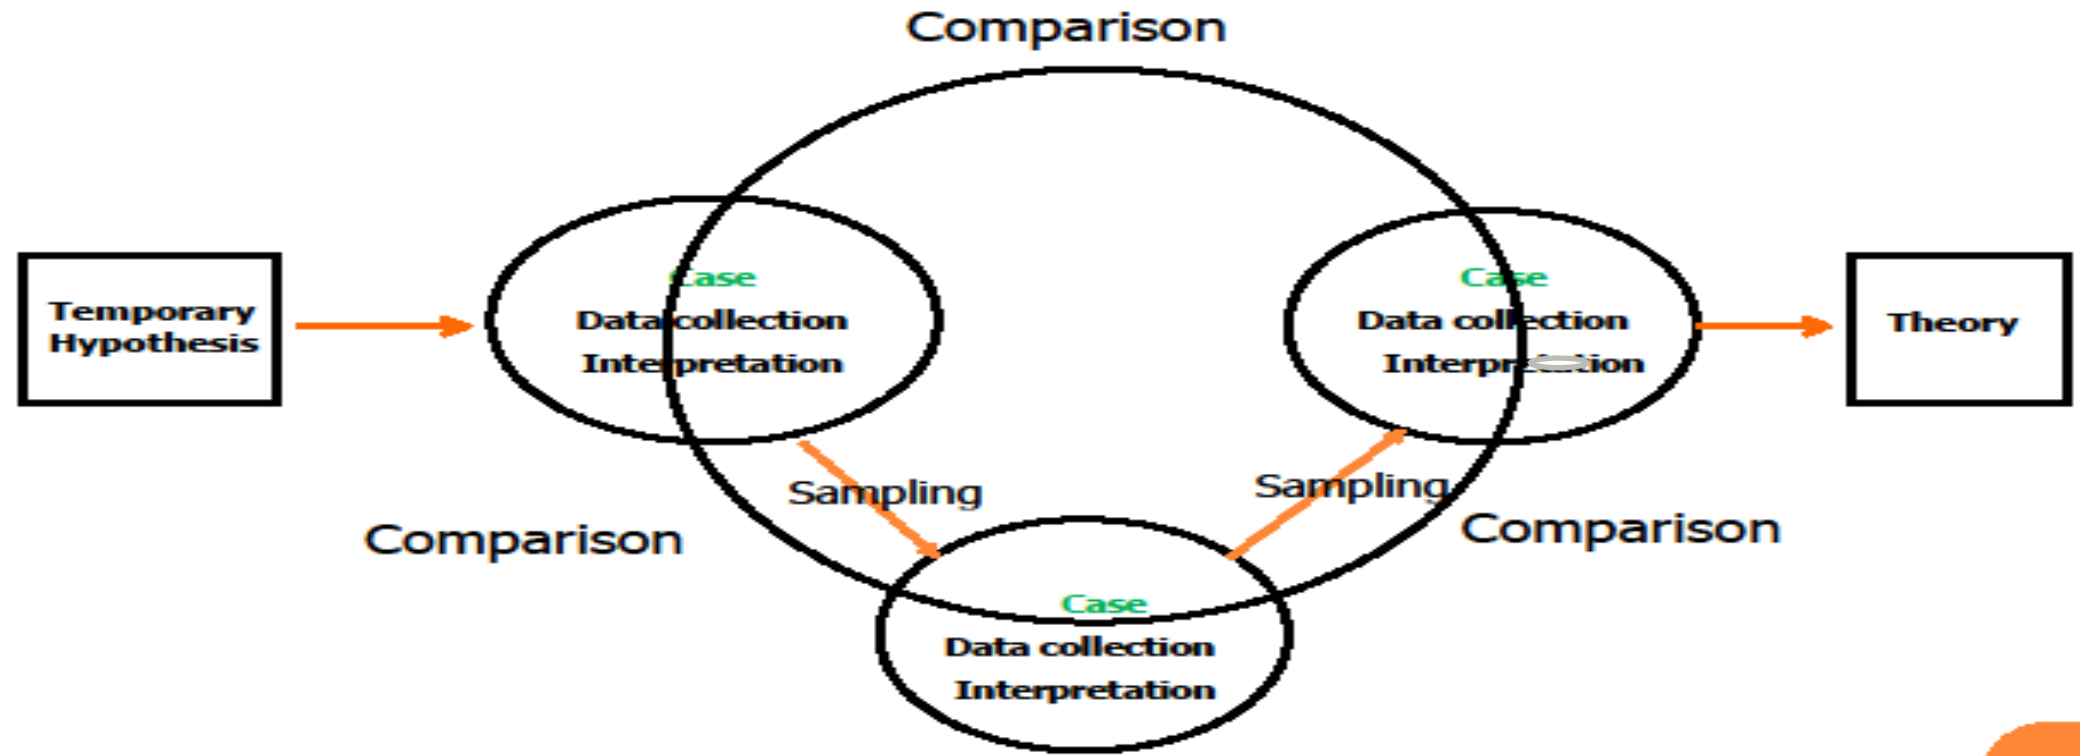 Comparison
Temporary
Hypothesis
Case
Data collection
Interpretation
Case
Data collection
Interpretation
Theory
Sampling
Sampling
Comparison
Comparison
Case
Data collection
Interpretation